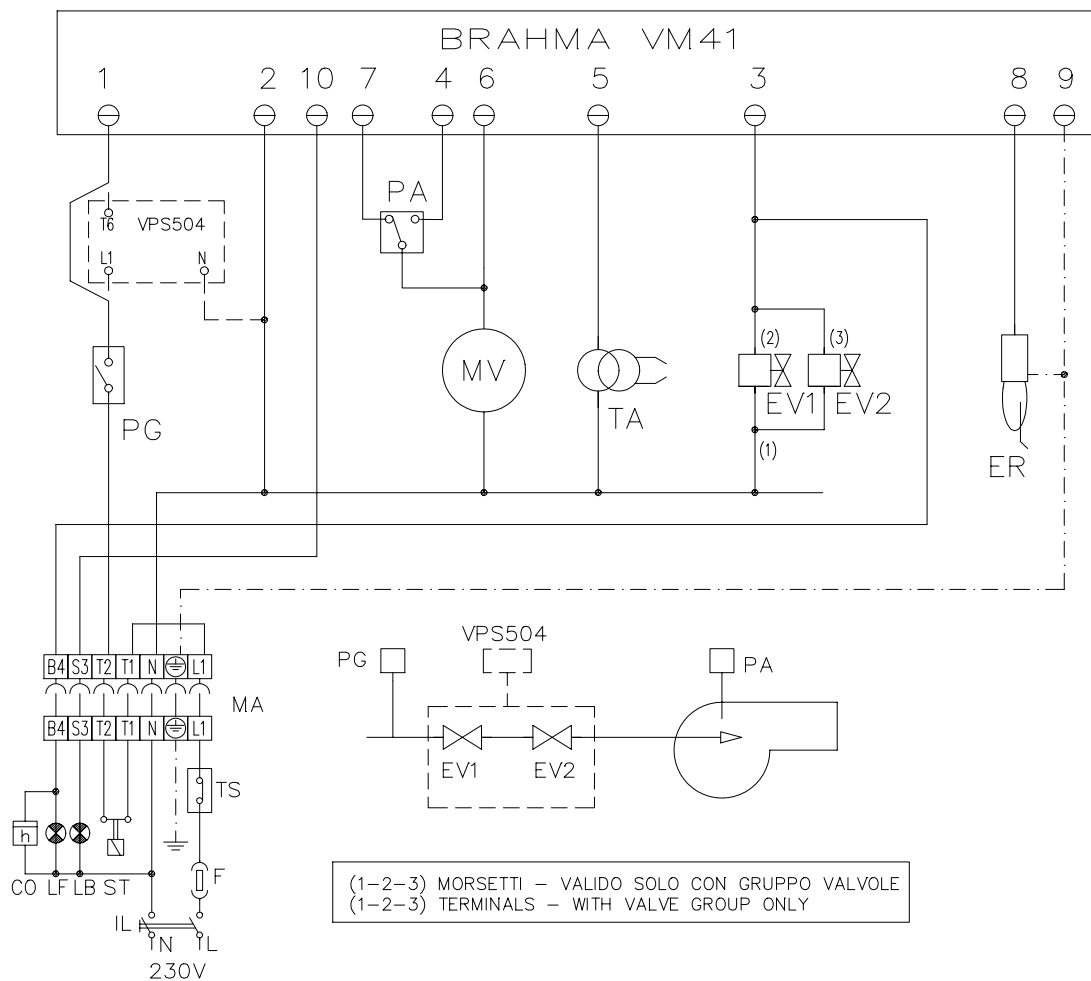 BRAHMA VM41
1 2 10 7 4 6 5 3 8 9
PA
T6 VPS504
L1 N
PG
MV
TA
(2) (3)
EV1 EV2
(1)
ER
B4 S3 T2 T1 N L1
MA
B4 S3 T2 T1 N L1
TS
h
CO LF LB ST
F
IL
N L
230V
VPS504
PG
PA
EV1 EV2
(1-2-3) MORSETTI - VALIDO SOLO CON GRUPPO VALVOLE
(1-2-3) TERMINALS - WITH VALVE GROUP ONLY